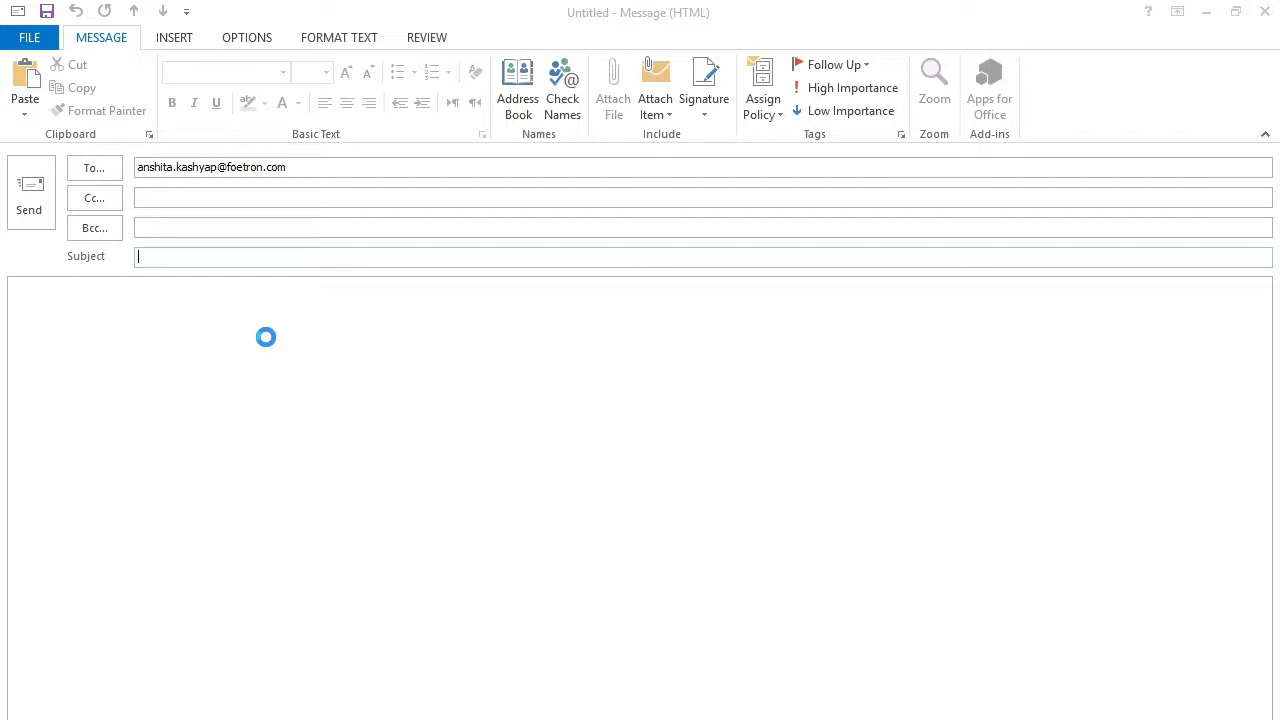 Untitled - Message (HTML)
?
FILE MESSAGE INSERT OPTIONS FORMAT TEXT REVIEW
Paste
Cut
Copy
Format Painter
Clipboard
A A
B I U ab A
Basic Text
Address Book
Check Names
Names
Attach File
Attach Item
Signature
Include
Assign Policy
Follow Up
! High Importance
Low Importance
Tags
Zoom
Zoom
Apps for Office
Add-ins
Send
To... anshita.kashyap@foetron.com
Cc...
Bcc...
Subject